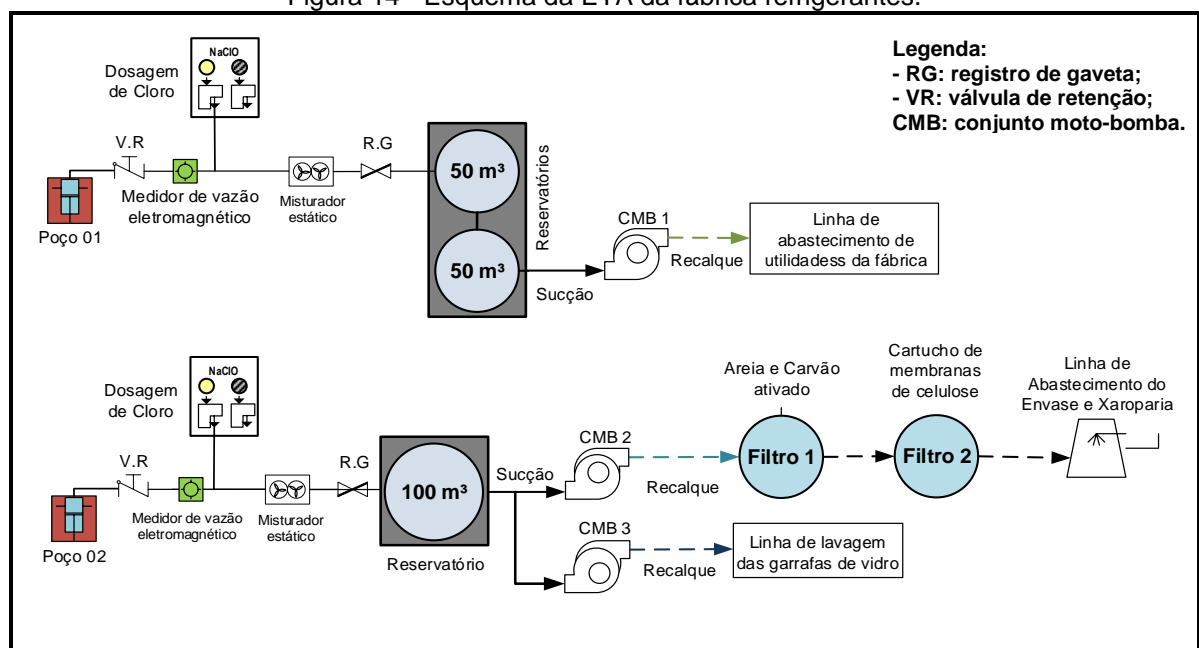 Figura 14 - Esquema da ETA da fábrica refrigerantes.
Legenda:
- RG: registro de gaveta;
- VR: válvula de retenção;
CMB: conjunto moto-bomba.
NaClO
Dosagem
de Cloro
V.R
R.G
Medidor de vazão
eletromagnético
Misturador
estático
Poço 01
50 m³
50 m³
Reservatórios
Sucção
CMB 1
Recalque
Linha de
abastecimento de
utilidadess da fábrica
NaClO
Dosagem
de Cloro
V.R
R.G
Medidor de vazão
eletromagnético
Misturador
estático
Poço 02
100 m³
Reservatório
Sucção
CMB 2
Recalque
Areia e Carvão
ativado
Filtro 1
Cartucho de
membranas
de celulose
Filtro 2
Linha de
Abastecimento do
Envase e Xaroparia
CMB 3
Recalque
Linha de lavagem
das garrafas de vidro